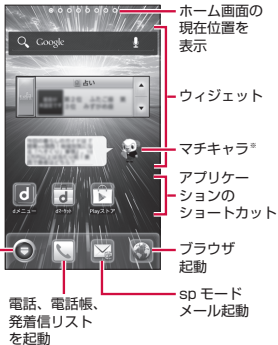 ホーム画面の
現在位置を
表示
Google
占い
ウィジェット
マチキャラ※
アプリケー
ションの
ショートカット
dメニュー
dマーケット
Playストア
ブラウザ
起動
spモード
メール起動
電話、電話帳、
発着信リスト
を起動